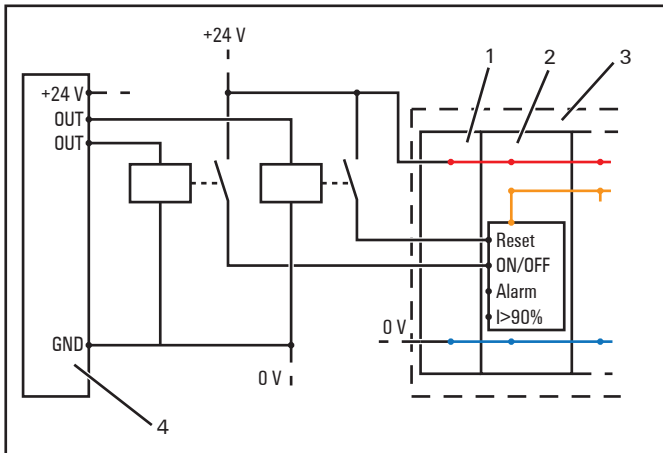 +24 V
1
2
3
+24 V
OUT
OUT
Reset
ON/OFF
Alarm
I>90%
0 V
GND
0 V
4